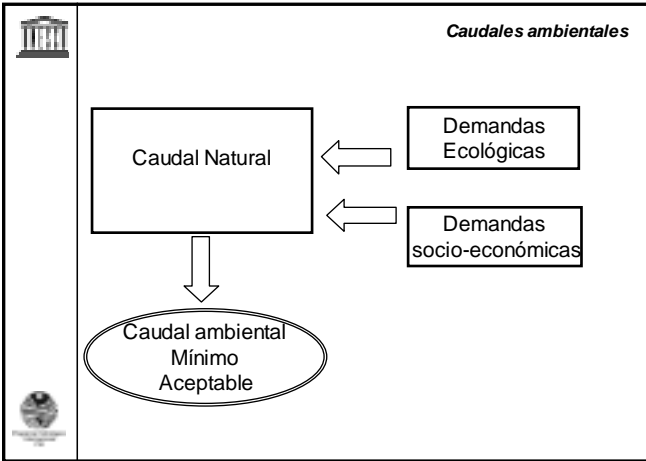 Caudales ambientales
Caudal Natural
Demandas
Ecológicas
Demandas
socio-económicas
Caudal ambiental
Mínimo
Aceptable